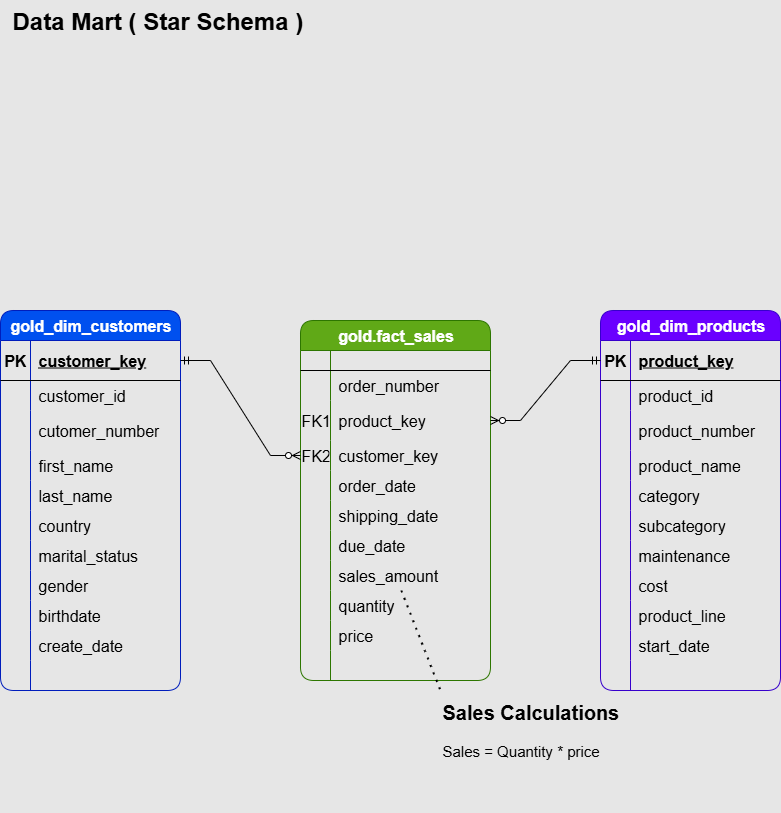 Data Mart ( Star Schema )
gold_dim_customers
PK customer_key
customer_id
cutomer_number
first_name
last_name
country
marital_status
gender
birthdate
create_date
gold.fact_sales
order_number
FK1 product_key
FK2 customer_key
order_date
shipping_date
due_date
sales_amount
quantity
price
gold_dim_products
PK product_key
product_id
product_number
product_name
category
subcategory
maintenance
cost
product_line
start_date
Sales Calculations
Sales = Quantity * price